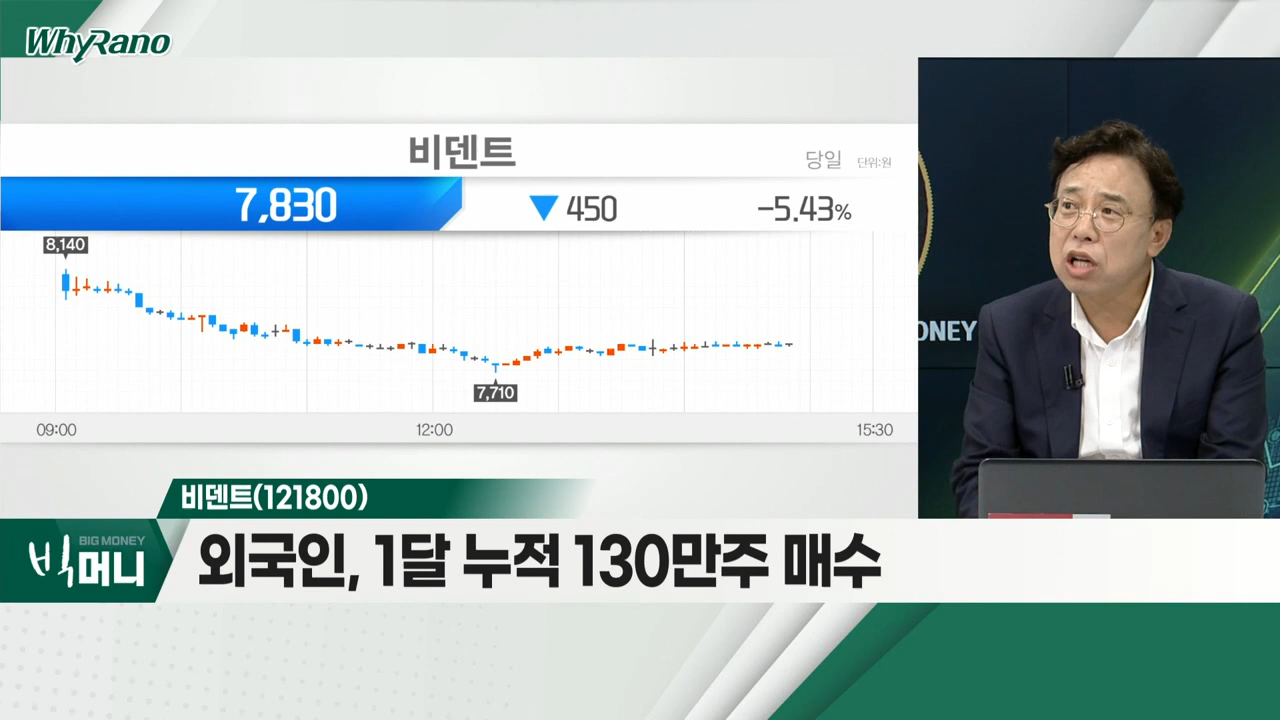 WhyRano
비덴트
당일 단위:원
7,830 ▼ 450 -5.43%
8,140
7,710
09:00 12:00 15:30
ONEY
비덴트(121800)
BIG MONEY
빅머니
외국인, 1달 누적 130만주 매수